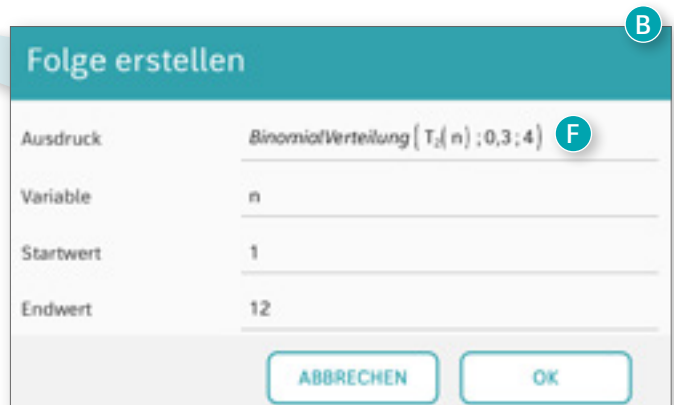 B
Folge erstellen
Ausdruck BinomialVerteilung ( T₂( n) ; 0,3 ; 4) F
Variable n
Startwert 1
Endwert 12
ABBRECHEN OK